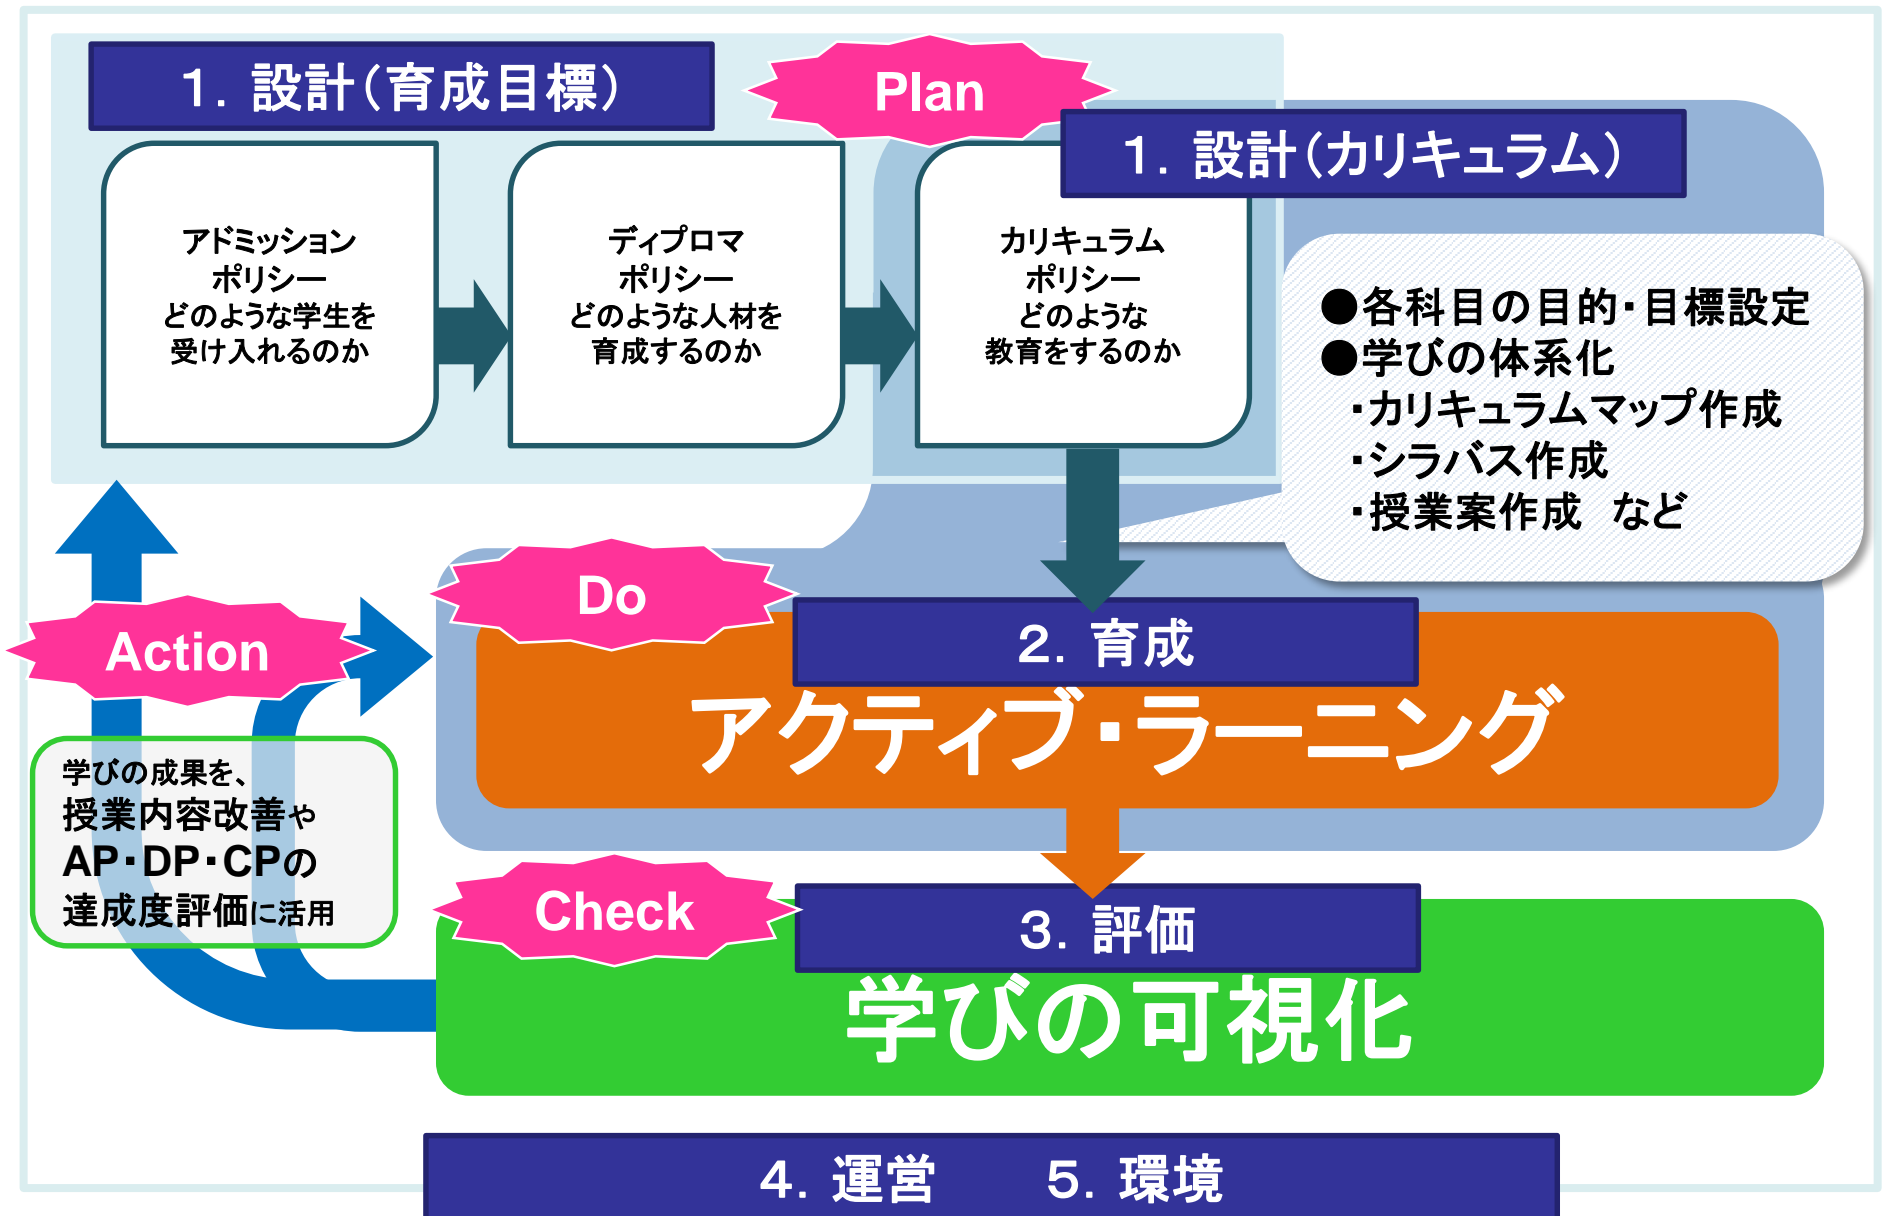 １．設計（育成目標）
Plan
１．設計（カリキュラム）
アドミッション
ポリシー
どのような学生を
受け入れるのか
ディプロマ
ポリシー
どのような人材を
育成するのか
カリキュラム
ポリシー
どのような
教育をするのか
●各科目の目的・目標設定
●学びの体系化
・カリキュラムマップ作成
・シラバス作成
・授業案作成　など
Do
２．育成
アクティブ・ラーニング
Action
学びの成果を、
授業内容改善や
AP・DP・CPの
達成度評価に活用
Check
３．評価
学びの可視化
４．運営　　５．環境